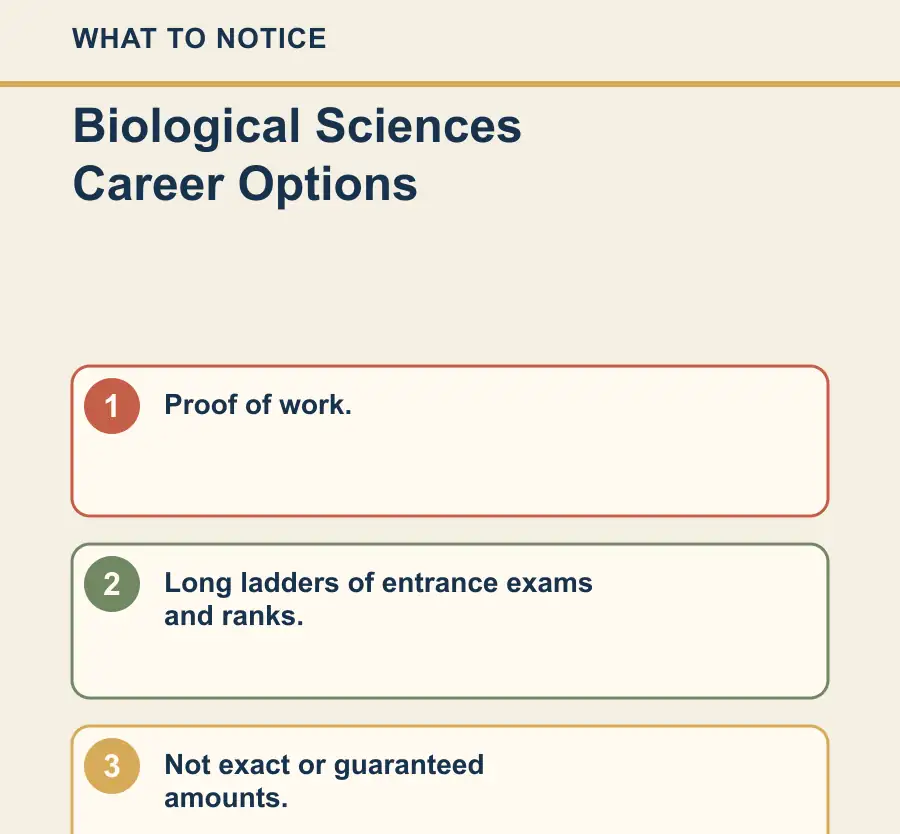 WHAT TO NOTICE
Biological Sciences
Career Options
1
Proof of work.
2
Long ladders of entrance exams
and ranks.
3
Not exact or guaranteed
amounts.